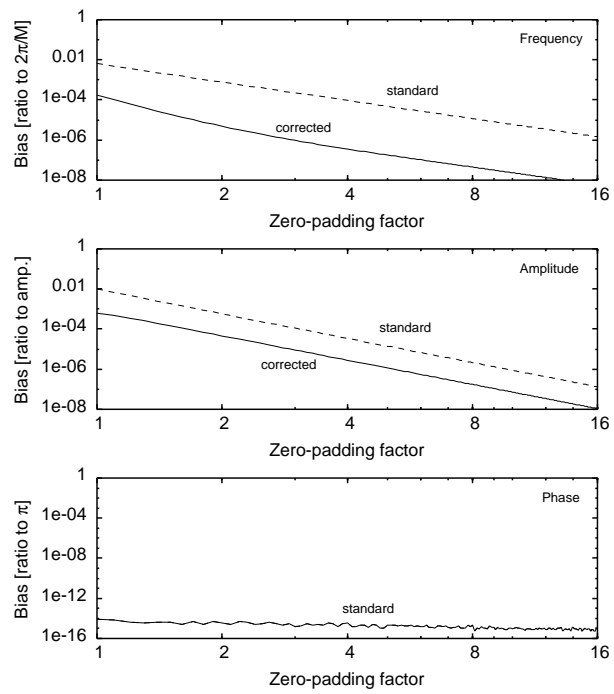 Frequency
Bias [ratio to 2π/M]
1
0.01
1e-04
1e-06
1e-08
standard
corrected
1 2 4 8 16
Zero-padding factor
Amplitude
Bias [ratio to amp.]
1
0.01
1e-04
1e-06
1e-08
standard
corrected
1 2 4 8 16
Zero-padding factor
Phase
Bias [ratio to π]
1
1e-04
1e-08
1e-12
1e-16
standard
1 2 4 8 16
Zero-padding factor